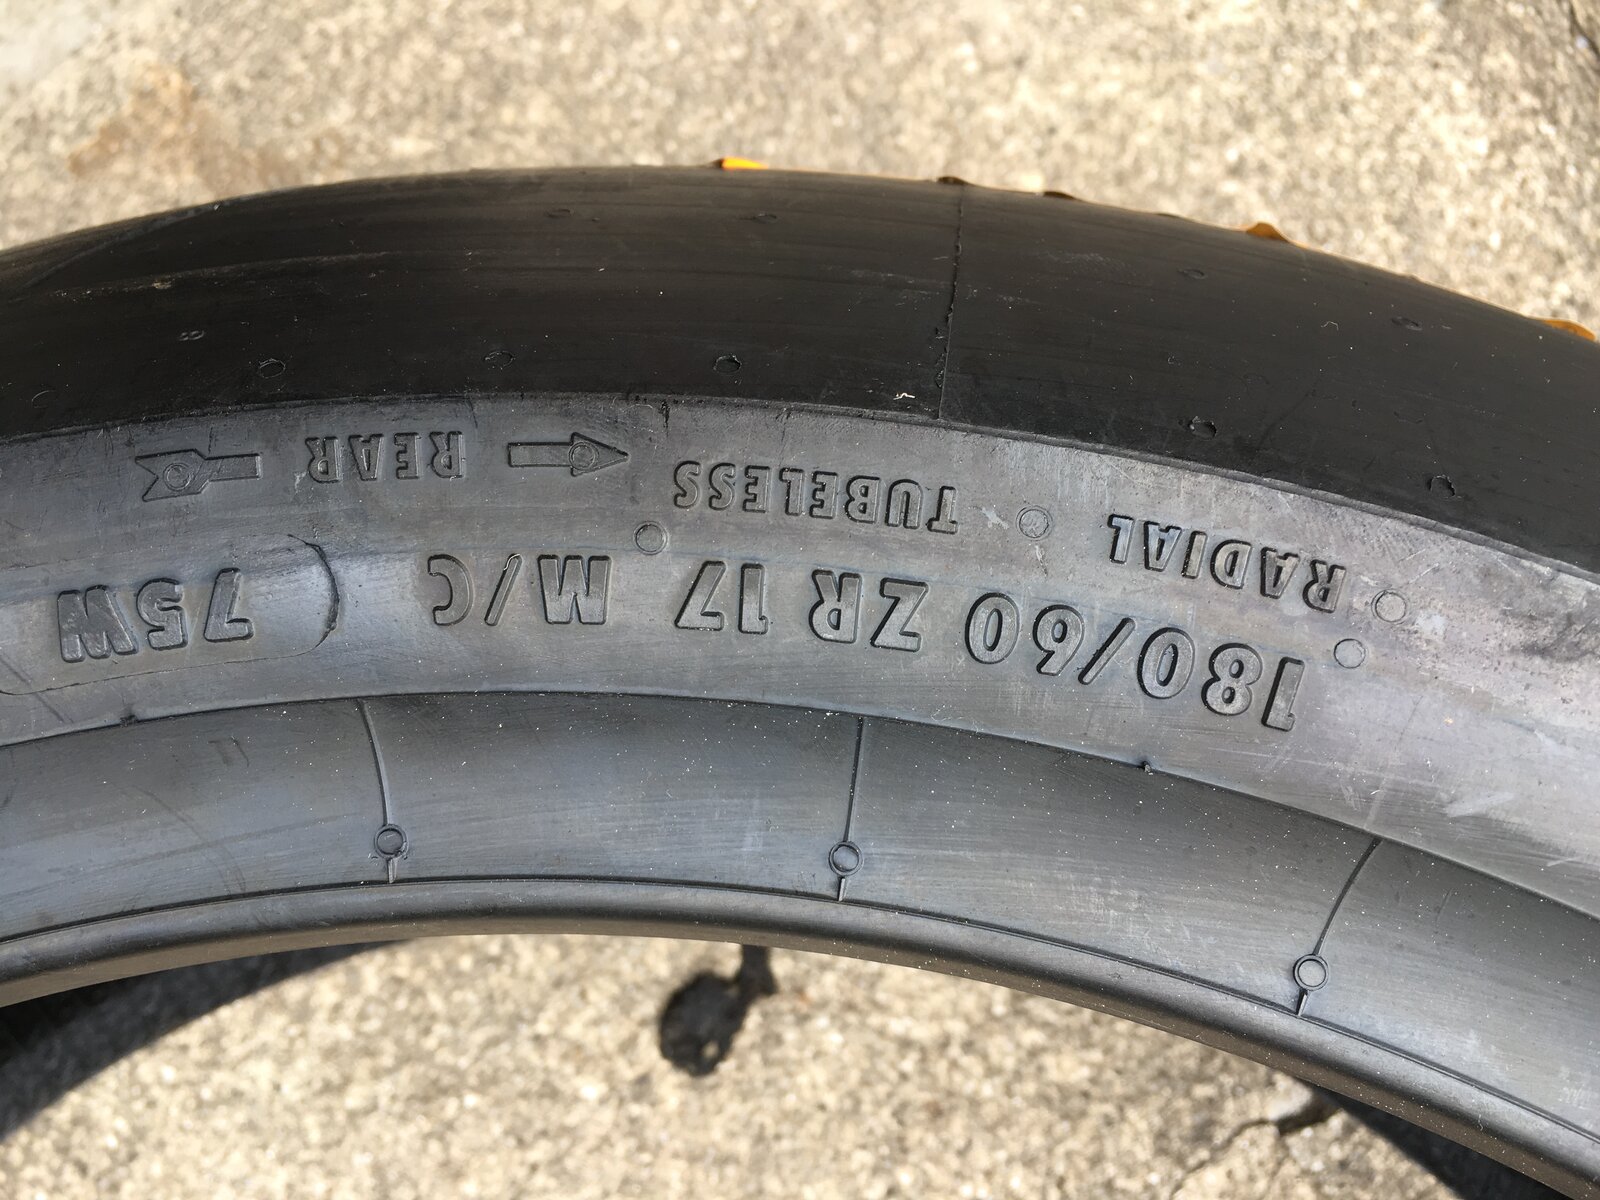 180/60 ZR 17 M/C 75W
RADIAL TUBELESS REAR